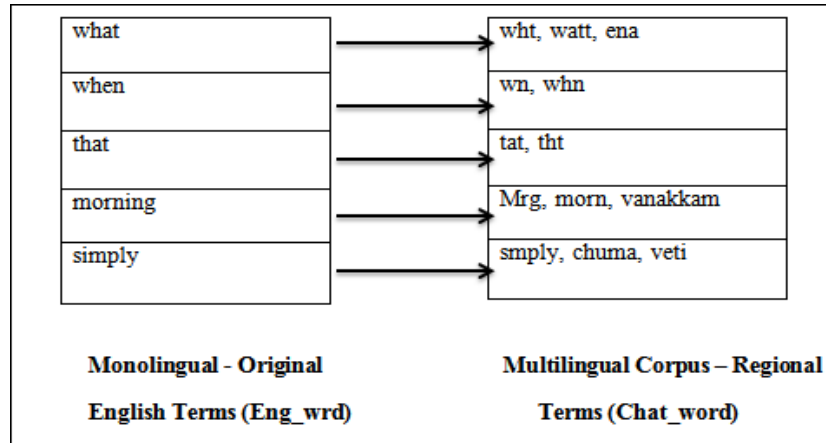 what
wht, watt, ena
when
wn, whn
that
tat, tht
morning
Mrg, morn, vanakkam
simply
smply, chuma, veti
Monolingual - Original
English Terms (Eng_wrd)
Multilingual Corpus – Regional
Terms (Chat_word)